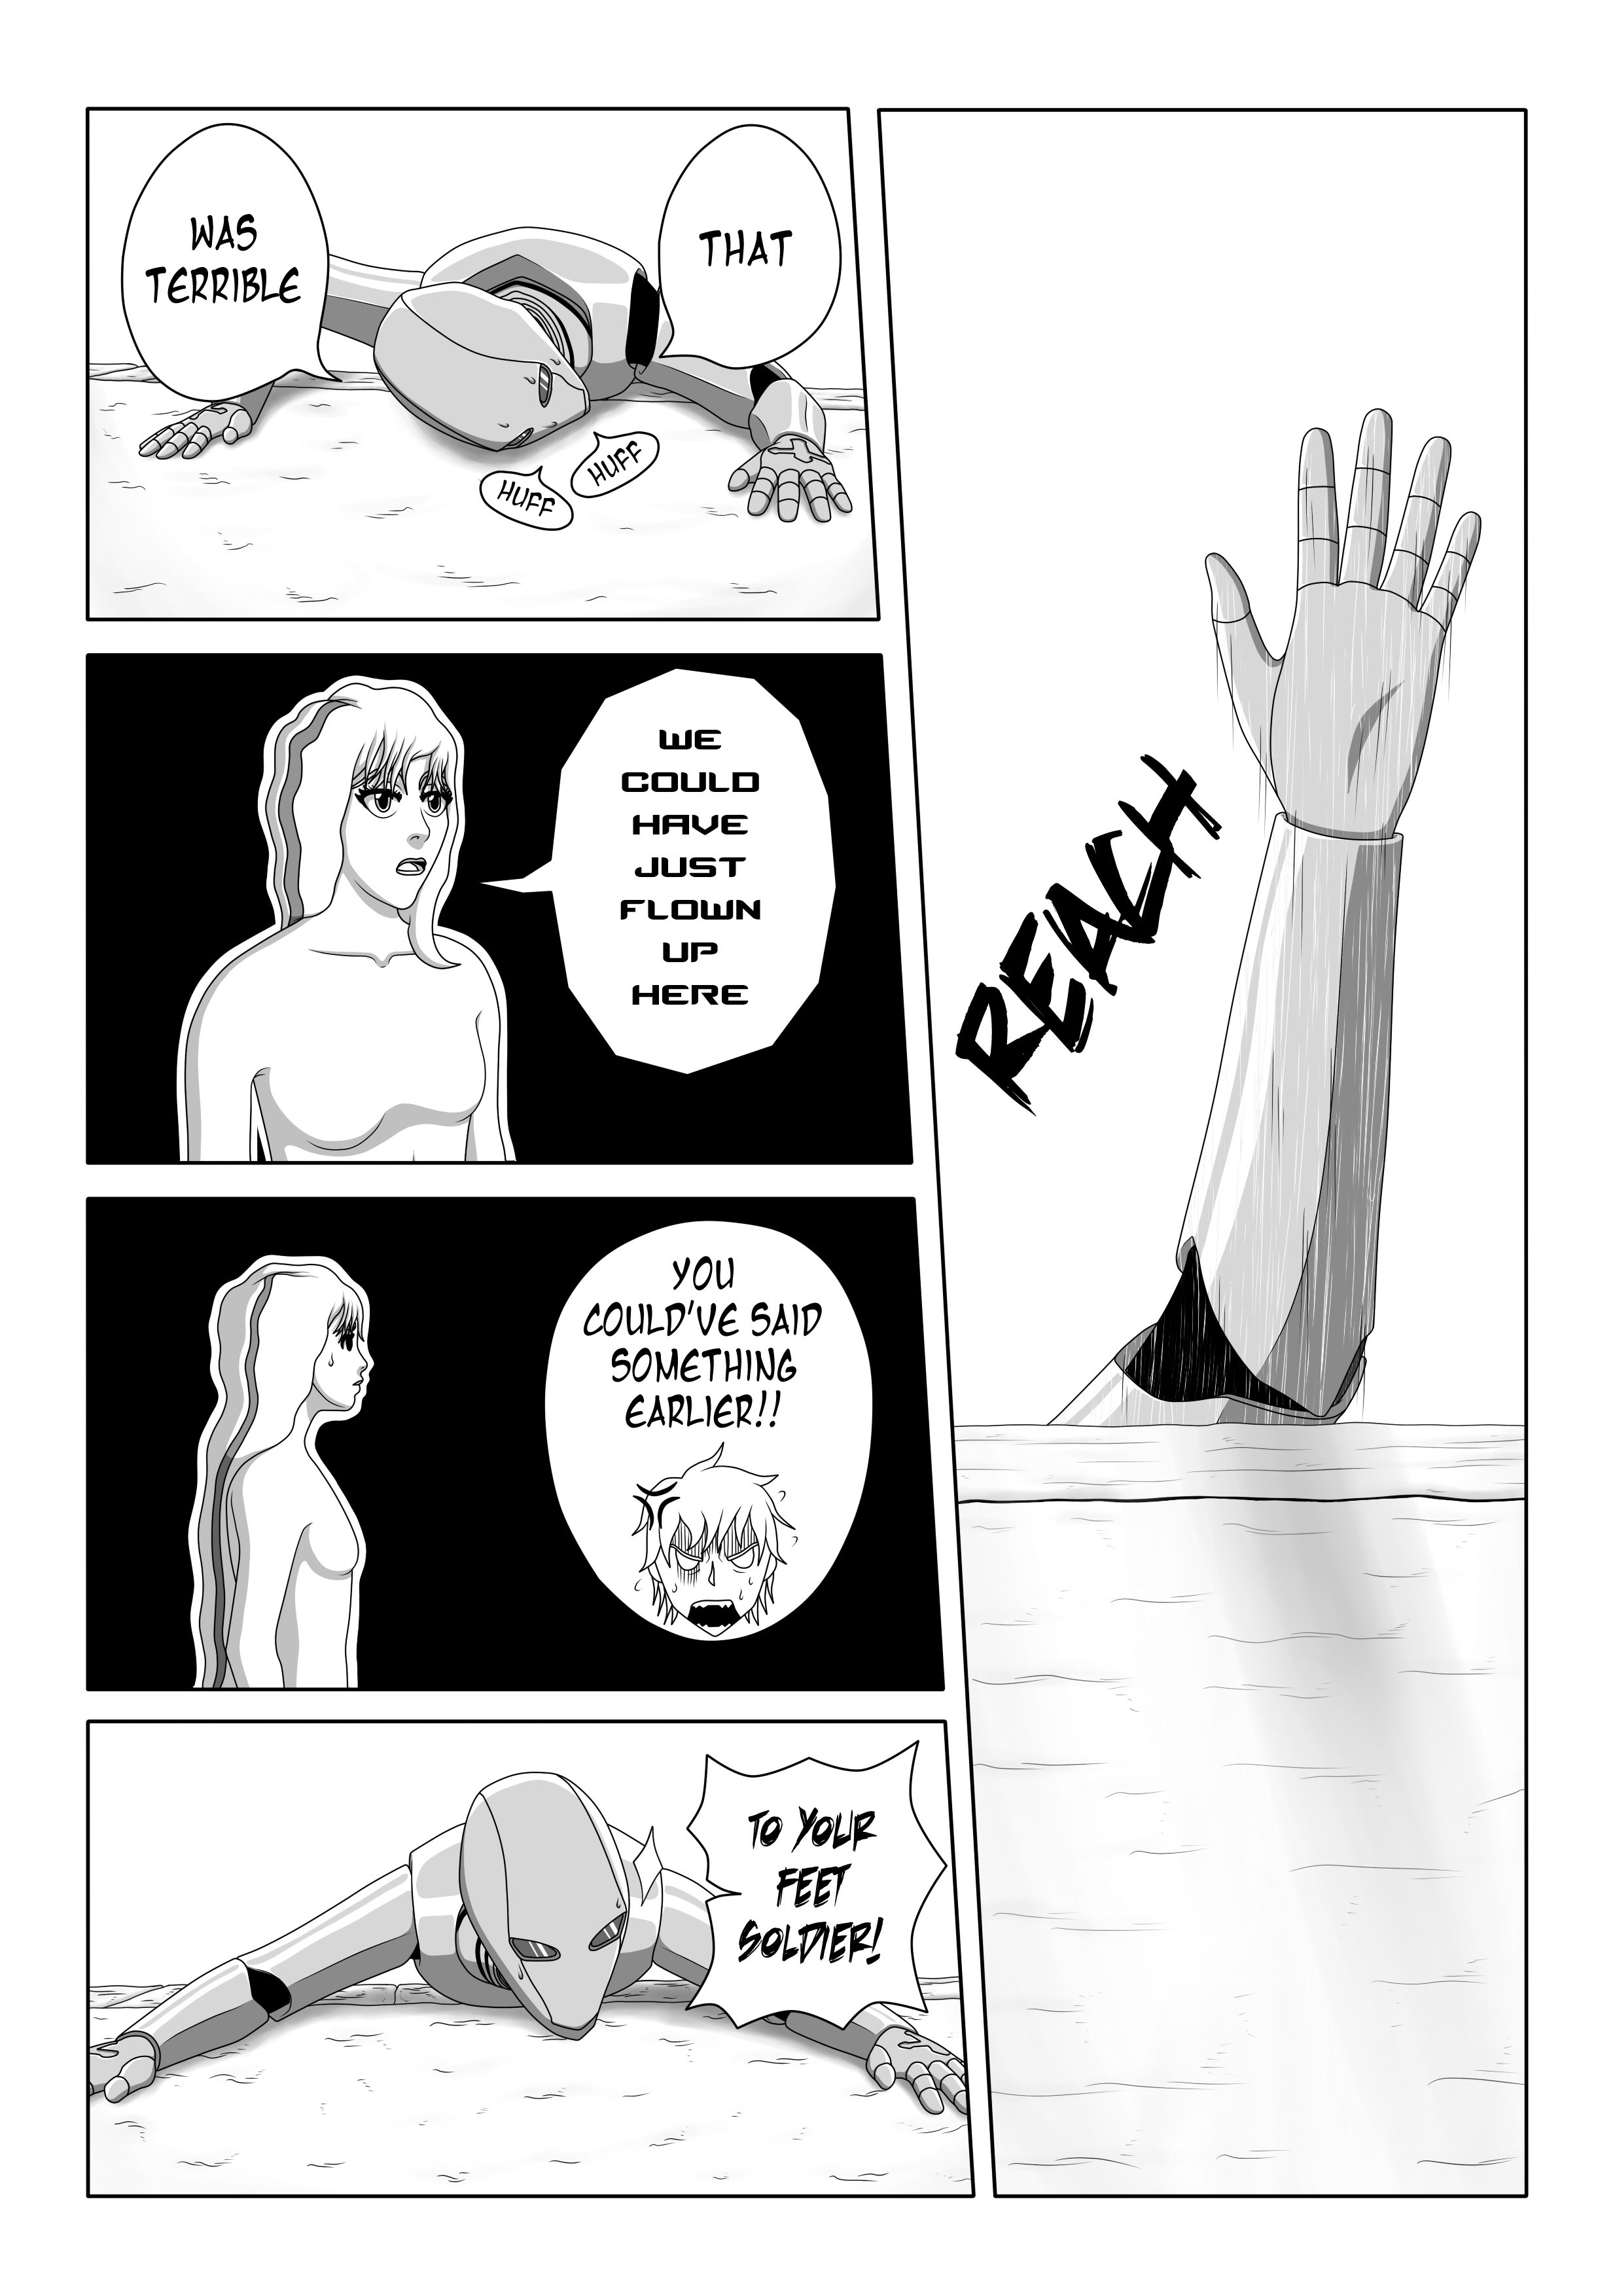 REACH
THAT
WAS
TERRIBLE
HUFF
HUFF
WE
COULD
HAVE
JUST
FLOWN
UP
HERE
YOU
COULD'VE SAID
SOMETHING
EARLIER!!
TO YOUR
FEET
SOLDIER!